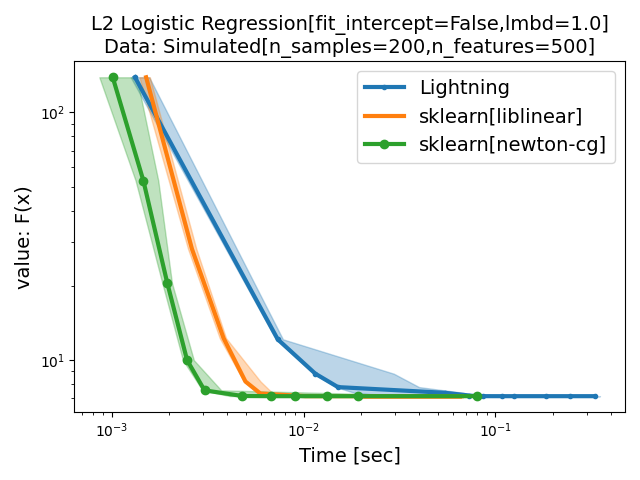 L2 Logistic Regression[fit_intercept=False,lmbd=1.0]
Data: Simulated[n_samples=200,n_features=500]
value: F(x)
10²
10¹
Lightning
sklearn[liblinear]
sklearn[newton-cg]
10⁻³
10⁻²
10⁻¹
Time [sec]